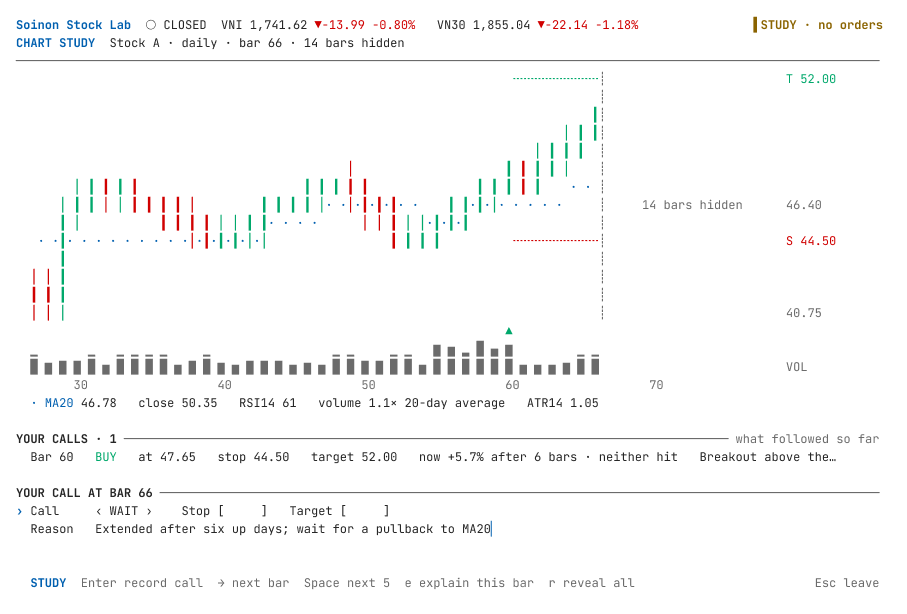 Soinon Stock Lab ○ CLOSED VNI 1,741.62 ▼-13.99 -0.80% VN30 1,855.04 ▼-22.14 -1.18% STUDY · no orders
CHART STUDY Stock A · daily · bar 66 · 14 bars hidden
T 52.00
14 bars hidden 46.40
S 44.50
40.75
VOL
30 40 50 60 70
· MA20 46.78 close 50.35 RSI14 61 volume 1.1× 20-day average ATR14 1.05
YOUR CALLS · 1 what followed so far
Bar 60 BUY at 47.65 stop 44.50 target 52.00 now +5.7% after 6 bars · neither hit Breakout above the…
YOUR CALL AT BAR 66
› Call ‹ WAIT › Stop [ ] Target [ ]
Reason Extended after six up days; wait for a pullback to MA20
STUDY Enter record call → next bar Space next 5 e explain this bar r reveal all Esc leave